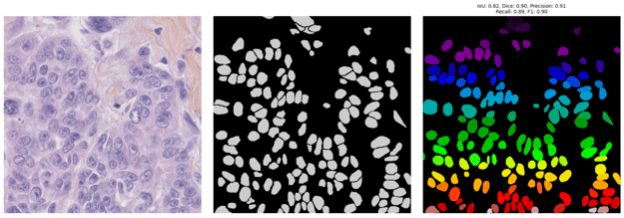 IoU: 0.82, Dice: 0.90, Precision: 0.91
Recall: 0.89, F1: 0.90